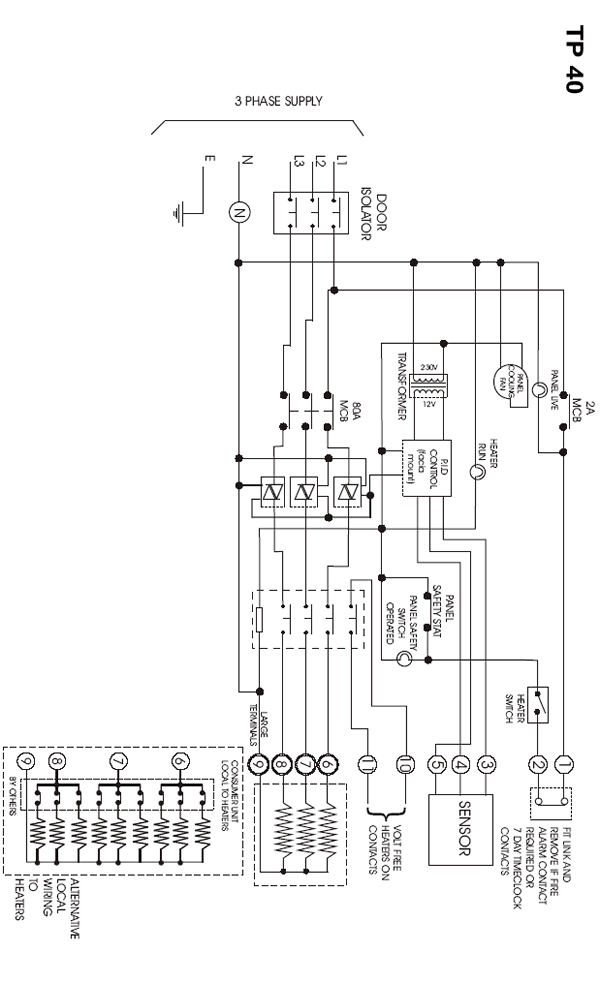 TP 40
3 PHASE SUPPLY
L1
L2
L3
N
E
N
DOOR
ISOLATOR
2A
MCB
PANEL LIVE
PANEL
COOLING
FAN
HEATER
RUN
230V
12V
TRANSFORMER
80A
MCB
P.I.D
CONTROL
(facia
mount)
PANEL
SAFETY STAT
PANEL SAFETY
SWITCH
OPERATED
HEATER
SWITCH
LARGE
TERMINALS
1
2
3
4
5
10
11
6
7
8
9
FIT LINK AND
REMOVE IF FIRE
ALARM CONTACT
REQUIRED OR
7 DAY TIMECLOCK
CONTACTS
SENSOR
VOLT FREE
HEATERS ON
CONTACTS
CONSUMER UNIT
LOCAL TO HEATERS
6
7
8
9
BY OTHERS
ALTERNATIVE
LOCAL
WIRING
TO
HEATERS